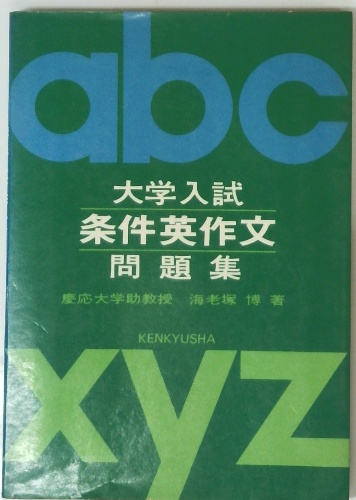 abc
大学入試
条件英作文
問題集
慶応大学助教授 海老塚 博 著
KENKYUSHA
xyz